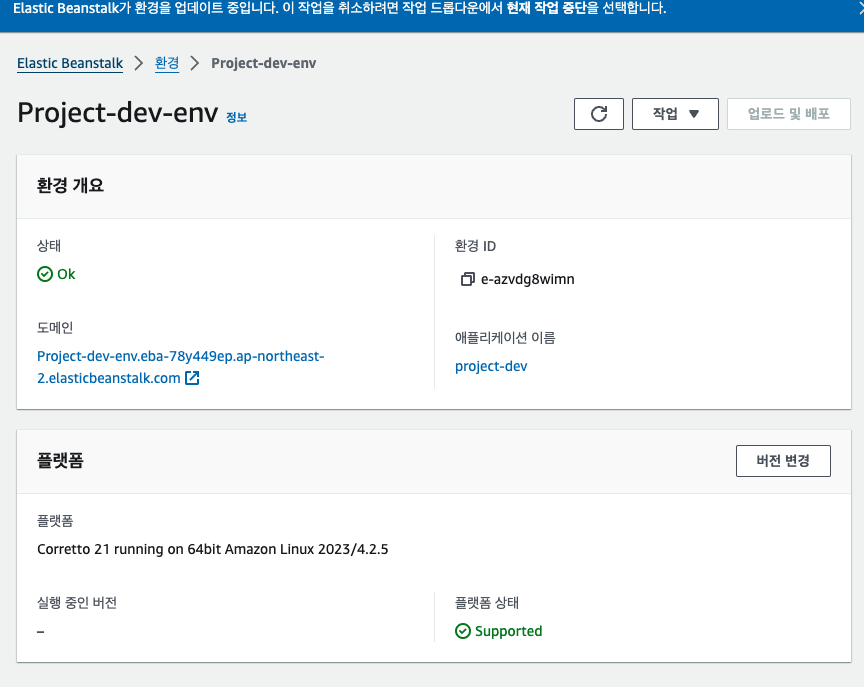 Elastic Beanstalk가 환경을 업데이트 중입니다. 이 작업을 취소하려면 작업 드롭다운에서 현재 작업 중단을 선택합니다.
Elastic Beanstalk > 환경 > Project-dev-env
Project-dev-env 정보
작업 ▼
업로드 및 배포
환경 개요
상태
Ok
환경 ID
e-azvdg8wimn
도메인
Project-dev-env.eba-78y449ep.ap-northeast-
2.elasticbeanstalk.com
애플리케이션 이름
project-dev
플랫폼
버전 변경
플랫폼
Corretto 21 running on 64bit Amazon Linux 2023/4.2.5
실행 중인 버전
–
플랫폼 상태
Supported